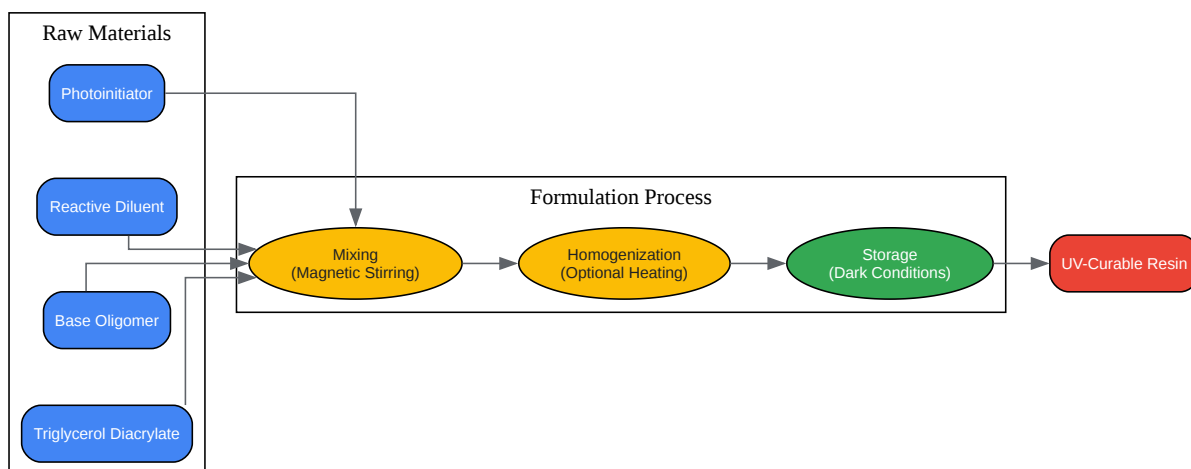 Raw Materials
Photoinitiator
Reactive Diluent
Base Oligomer
Triglycerol Diacrylate
Formulation Process
Mixing
(Magnetic Stirring)
Homogenization
(Optional Heating)
Storage
(Dark Conditions)
UV-Curable Resin